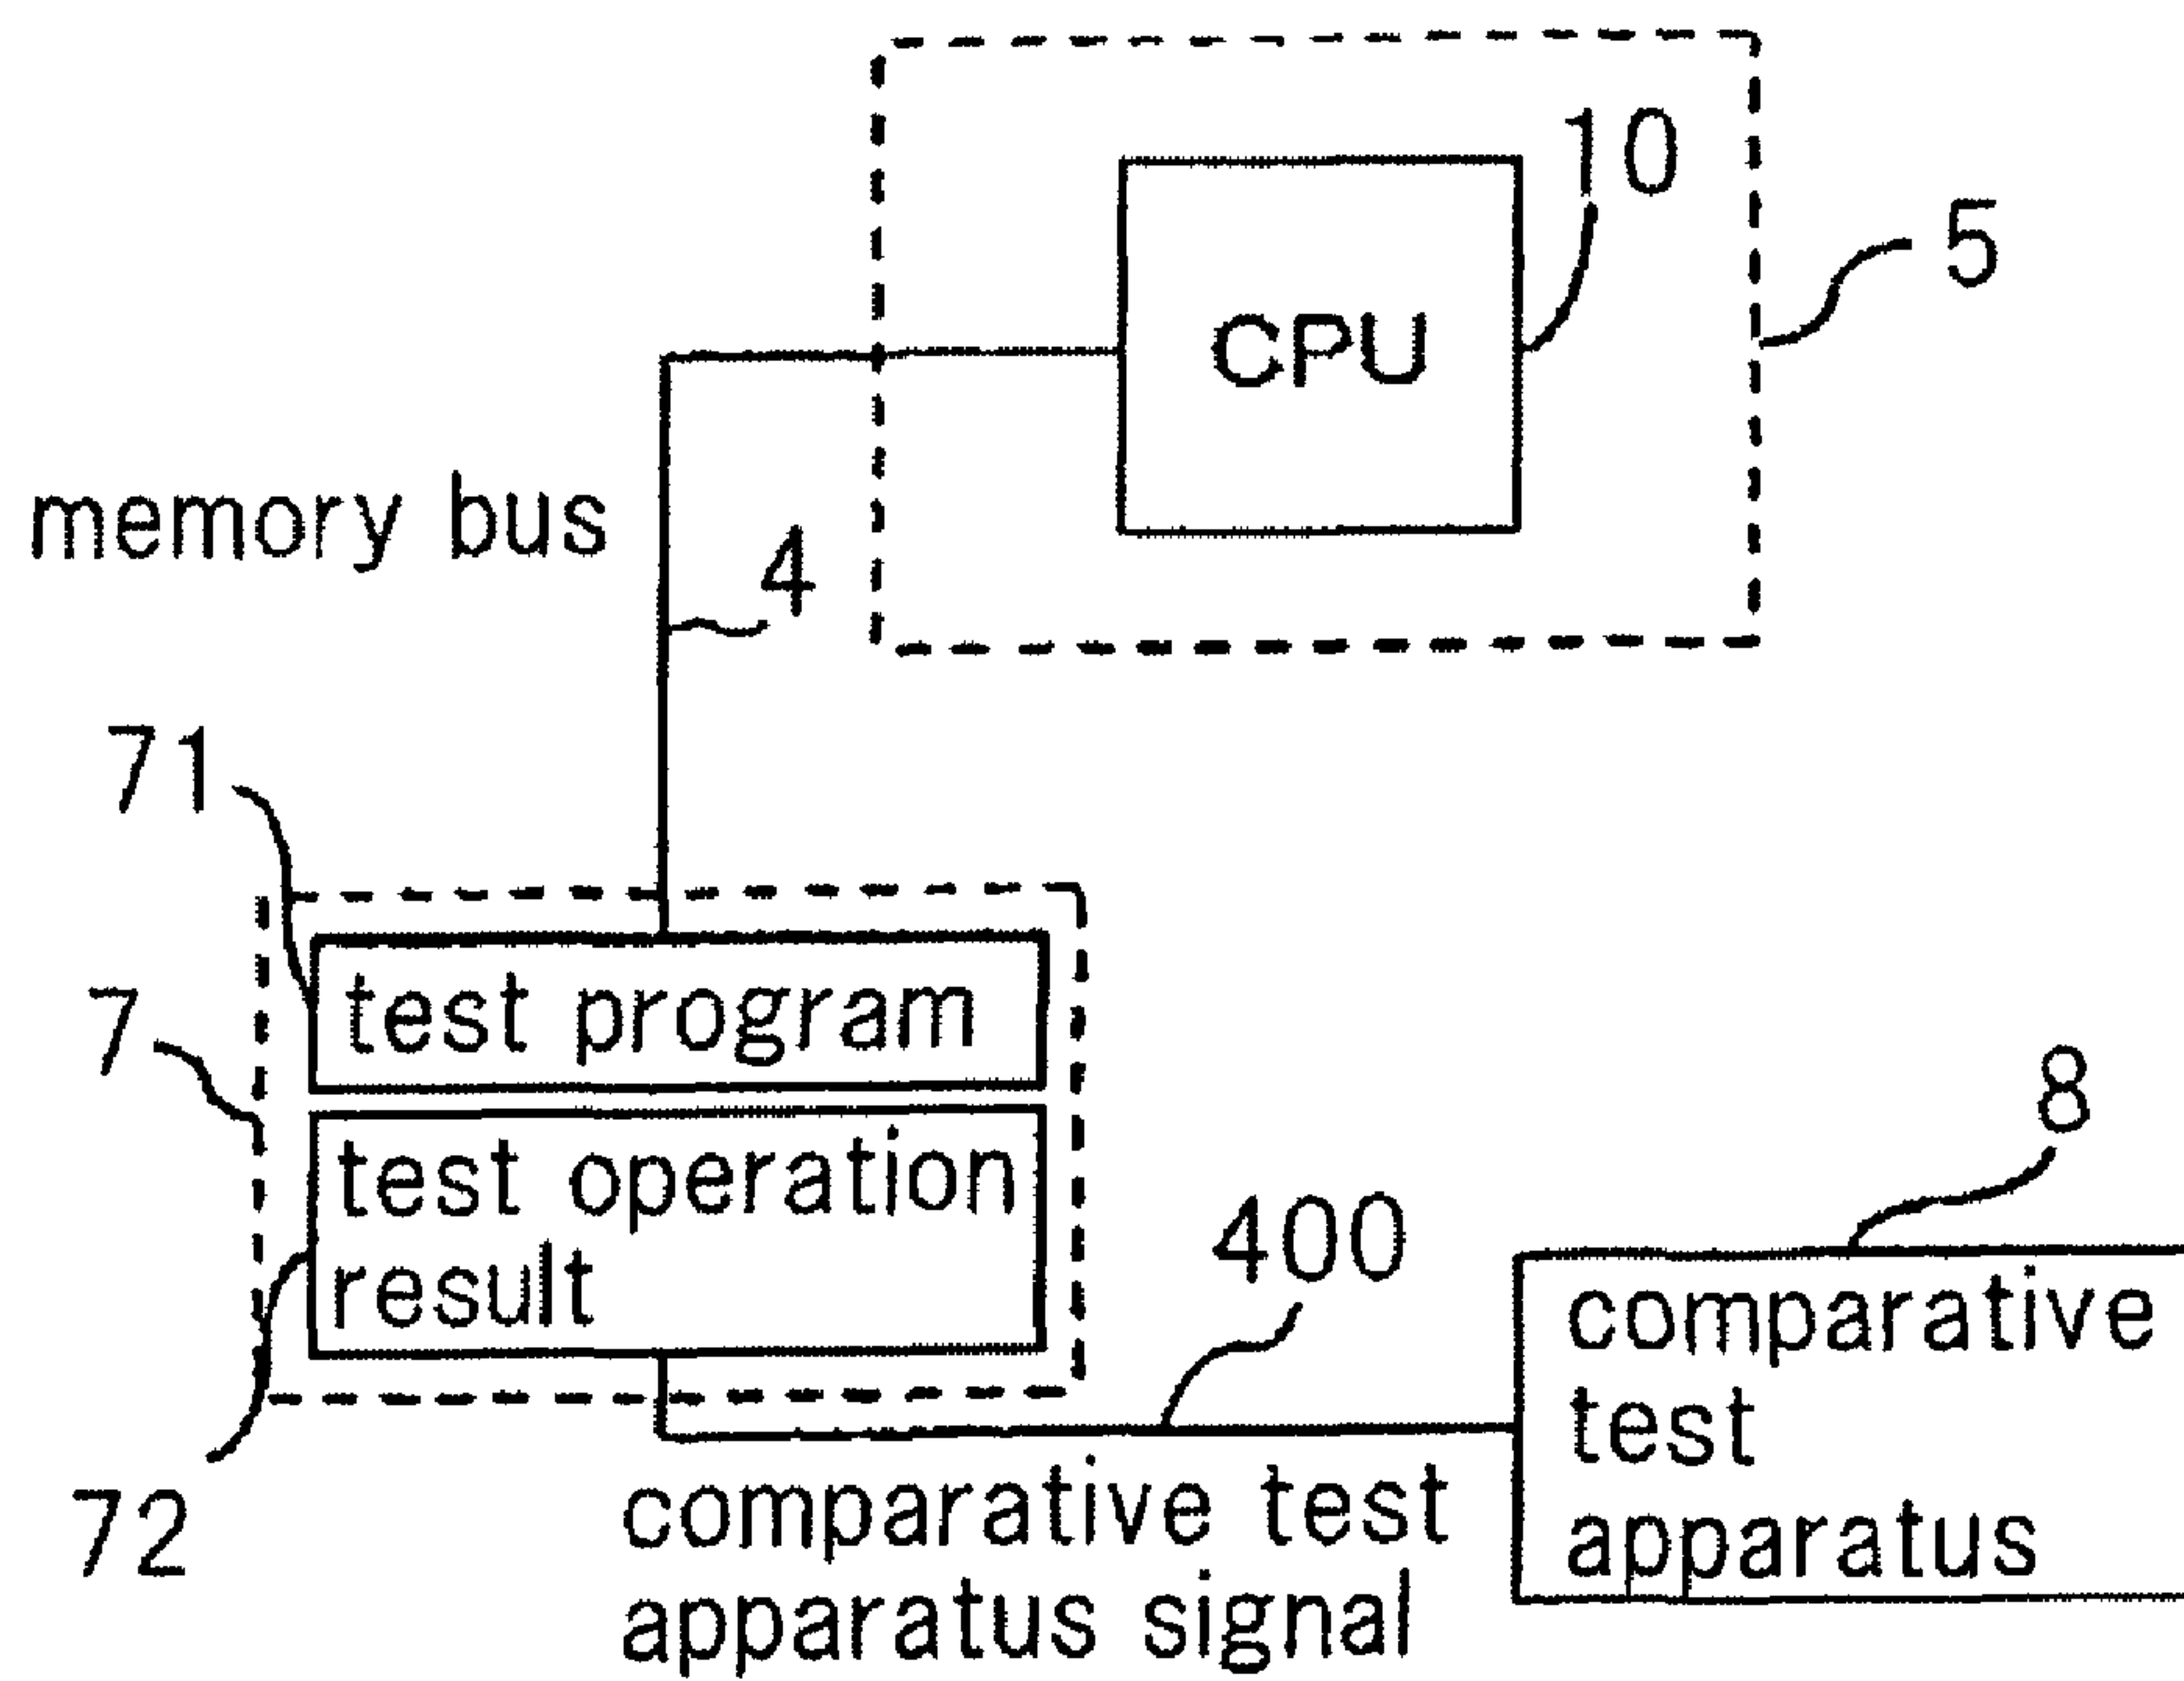 10
5
CPU
memory bus
4
71
test program
7
8
test operation
result
400
comparative
test
apparatus
72
comparative test
apparatus signal